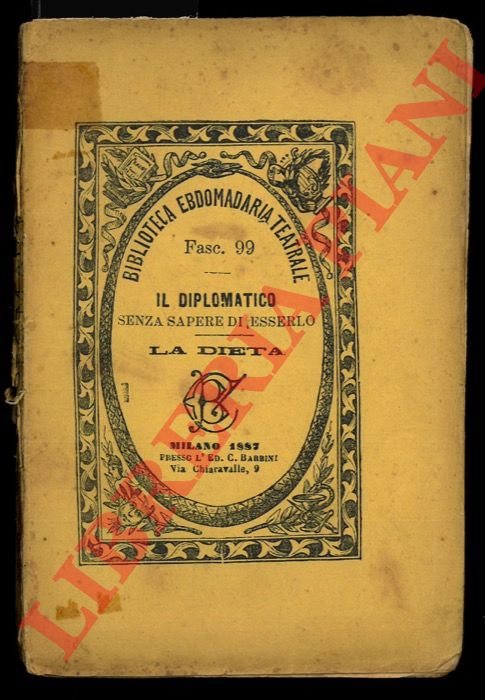 BIBLIOTECA EBDOMADARIA TEATRALE
Fasc. 99
IL DIPLOMATICO
SENZA SAPERE DI ESSERLO
LA DIETA
MILANO 1887
PRESSO L' ED. C. BARBINI
Via Chiaravalle, 9
LIBRERIA PIANI